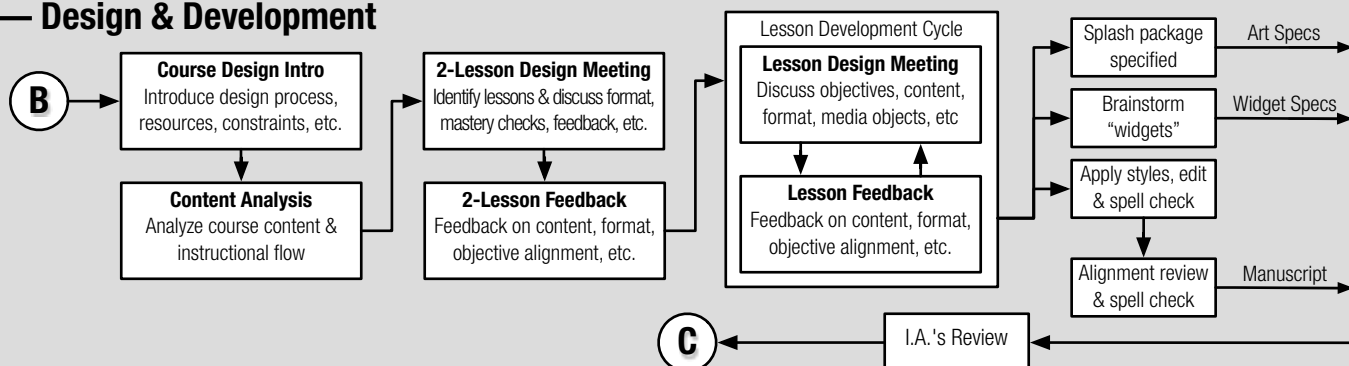 Design & Development
B
Course Design Intro
Introduce design process,
resources, constraints, etc.
Content Analysis
Analyze course content &
instructional flow
2-Lesson Design Meeting
Identify lessons & discuss format,
mastery checks, feedback, etc.
2-Lesson Feedback
Feedback on content, format,
objective alignment, etc.
Lesson Development Cycle
Lesson Design Meeting
Discuss objectives, content,
format, media objects, etc
Lesson Feedback
Feedback on content, format,
objective alignment, etc.
Splash package
specified
Art Specs
Brainstorm
“widgets”
Widget Specs
Apply styles, edit
& spell check
Alignment review
& spell check
Manuscript
I.A.'s Review
C